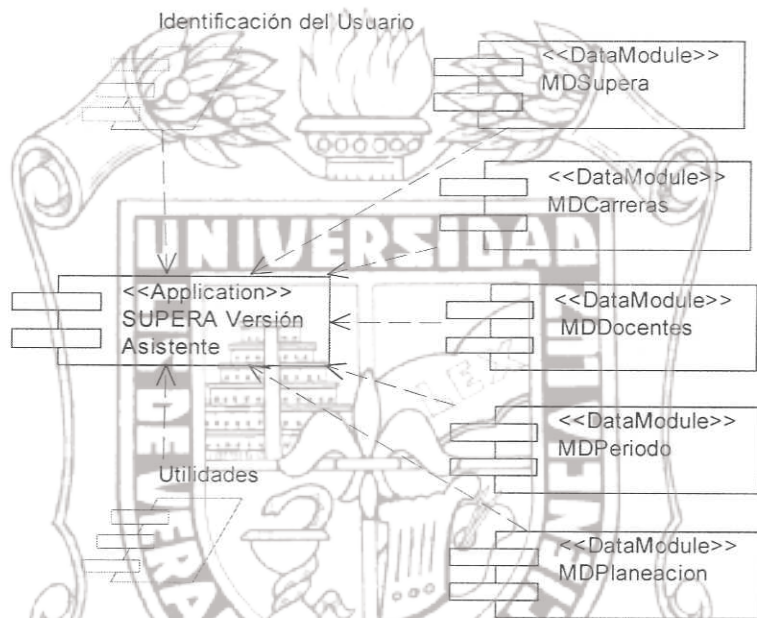 Identificación del Usuario
<<DataModule>>
MDSupera
<<DataModule>>
MDCarreras
UNIVERSIDAD
<<Application>>
SUPERA Versión
Asistente
<<DataModule>>
MDDocentes
LEX
<<DataModule>>
MDPeriodo
Utilidades
<<DataModule>>
MDPlaneacion